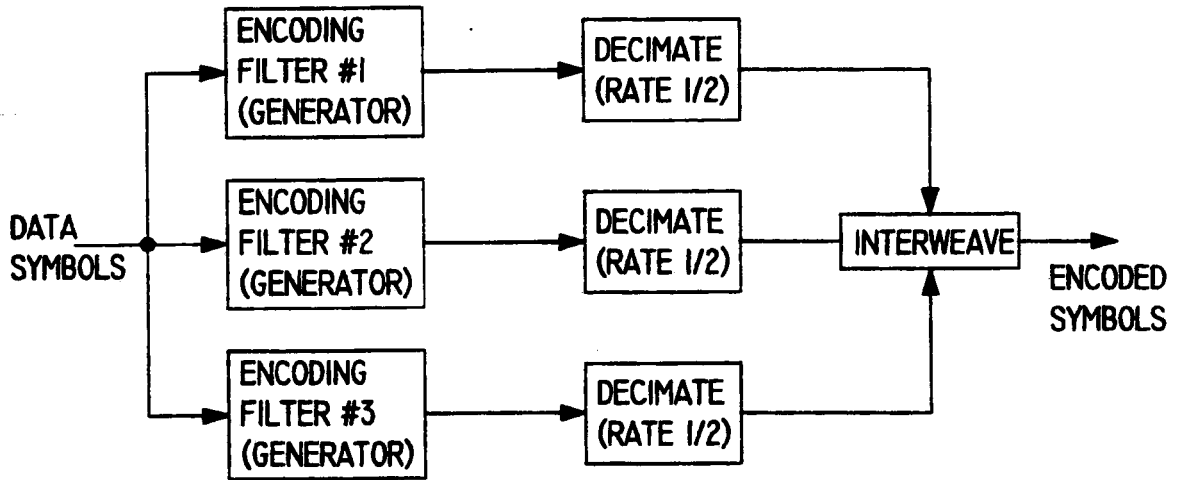 ENCODING
FILTER #1
(GENERATOR)
DECIMATE
(RATE 1/2)
DATA
SYMBOLS
ENCODING
FILTER #2
(GENERATOR)
DECIMATE
(RATE 1/2)
INTERWEAVE
ENCODED
SYMBOLS
ENCODING
FILTER #3
(GENERATOR)
DECIMATE
(RATE 1/2)